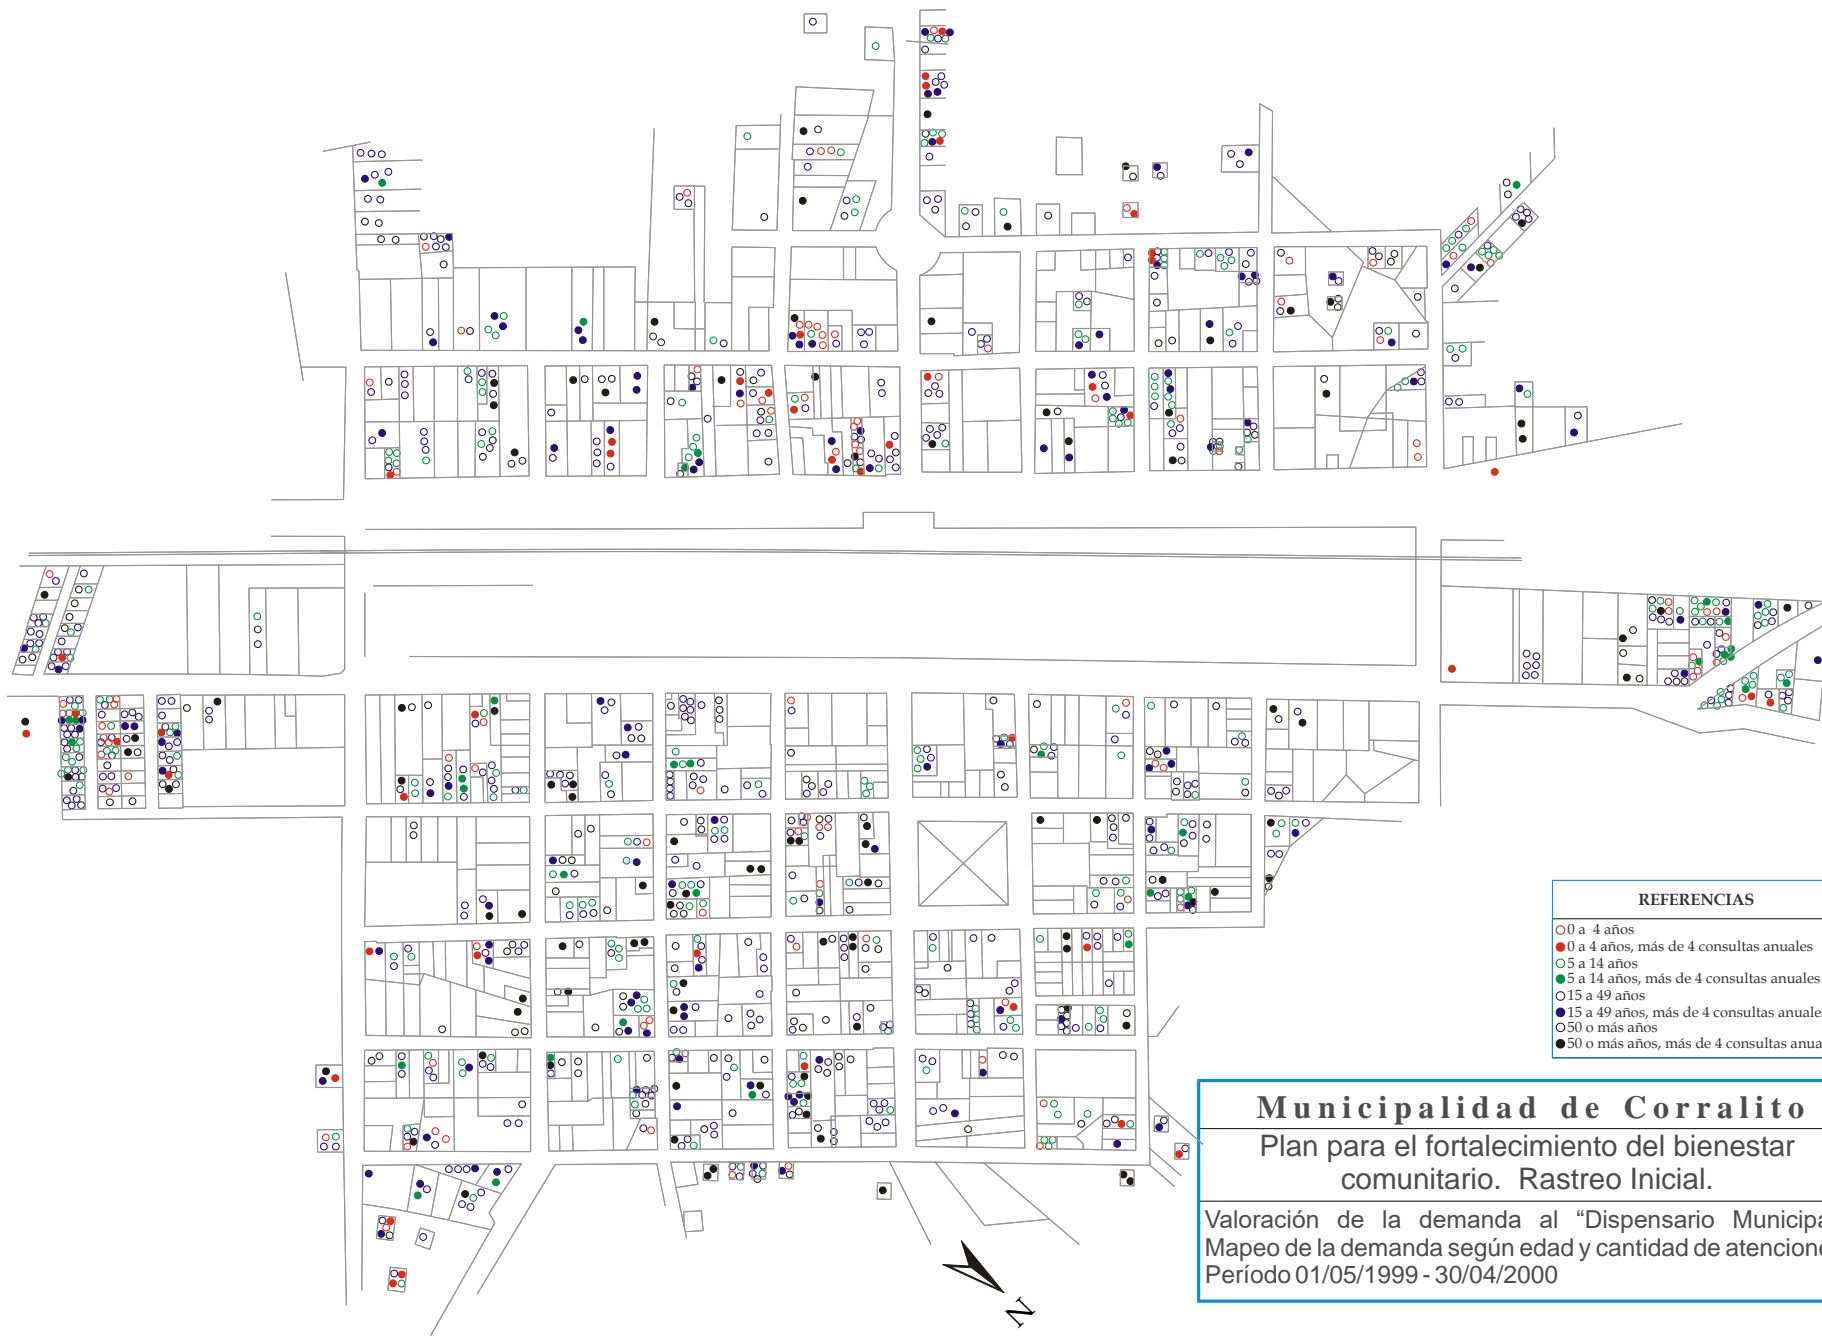 REFERENCIAS
0 a 4 años
0 a 4 años, más de 4 consultas anuales
5 a 14 años
5 a 14 años, más de 4 consultas anuales
15 a 49 años
15 a 49 años, más de 4 consultas anuales
50 o más años
50 o más años, más de 4 consultas anua
Municipalidad de Corralito
Plan para el fortalecimiento del bienestar
comunitario. Rastreo Inicial.
Valoración de la demanda al “Dispensario Municipa
Mapeo de la demanda según edad y cantidad de atencione
Período 01/05/1999 - 30/04/2000
N